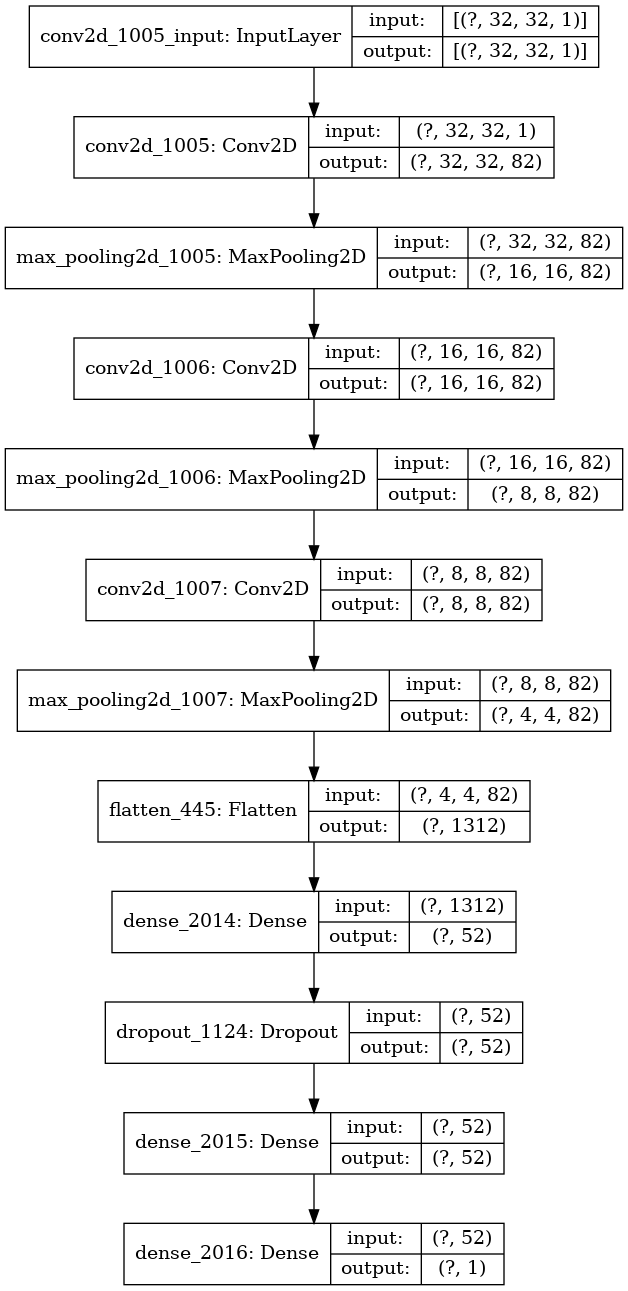 conv2d_1005_input: InputLayer
input: [(?, 32, 32, 1)]
output: [(?, 32, 32, 1)]
conv2d_1005: Conv2D
input: (?, 32, 32, 1)
output: (?, 32, 32, 82)
max_pooling2d_1005: MaxPooling2D
input: (?, 32, 32, 82)
output: (?, 16, 16, 82)
conv2d_1006: Conv2D
input: (?, 16, 16, 82)
output: (?, 16, 16, 82)
max_pooling2d_1006: MaxPooling2D
input: (?, 16, 16, 82)
output: (?, 8, 8, 82)
conv2d_1007: Conv2D
input: (?, 8, 8, 82)
output: (?, 8, 8, 82)
max_pooling2d_1007: MaxPooling2D
input: (?, 8, 8, 82)
output: (?, 4, 4, 82)
flatten_445: Flatten
input: (?, 4, 4, 82)
output: (?, 1312)
dense_2014: Dense
input: (?, 1312)
output: (?, 52)
dropout_1124: Dropout
input: (?, 52)
output: (?, 52)
dense_2015: Dense
input: (?, 52)
output: (?, 52)
dense_2016: Dense
input: (?, 52)
output: (?, 1)